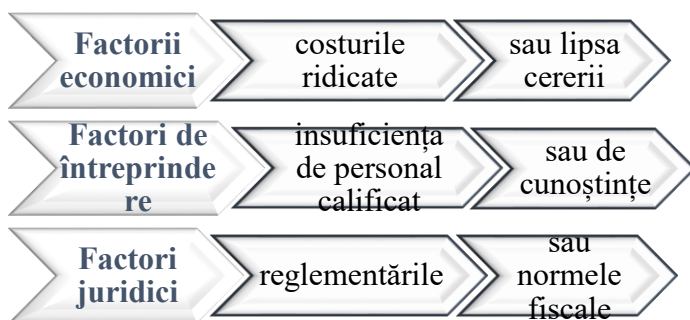 Factorii
economici
costurile
ridicate
sau lipsa
cererii
Factori de
întreprinde
re
insuficiența
de personal
calificat
sau de
cunoștințe
Factori
juridici
reglementările
sau
normele
fiscale